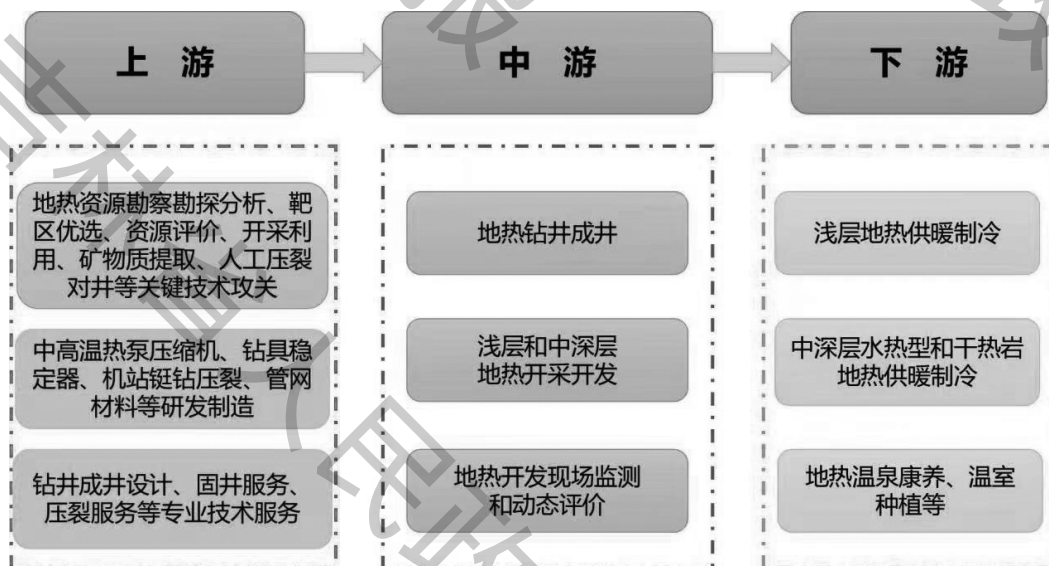 上 游
中 游
下 游
地热资源勘察勘探分析、靶
区优选、资源评价、开采利
用、矿物质提取、人工压裂
对井等关键技术攻关
中高温热泵压缩机、钻具稳
定器、机站铤钻压裂、管网
材料等研发制造
钻井成井设计、固井服务、
压裂服务等专业技术服务
地热钻井成井
浅层和中深层
地热开采开发
地热开发现场监测
和动态评价
浅层地热供暖制冷
中深层水热型和干热岩
地热供暖制冷
地热温泉康养、温室
种植等